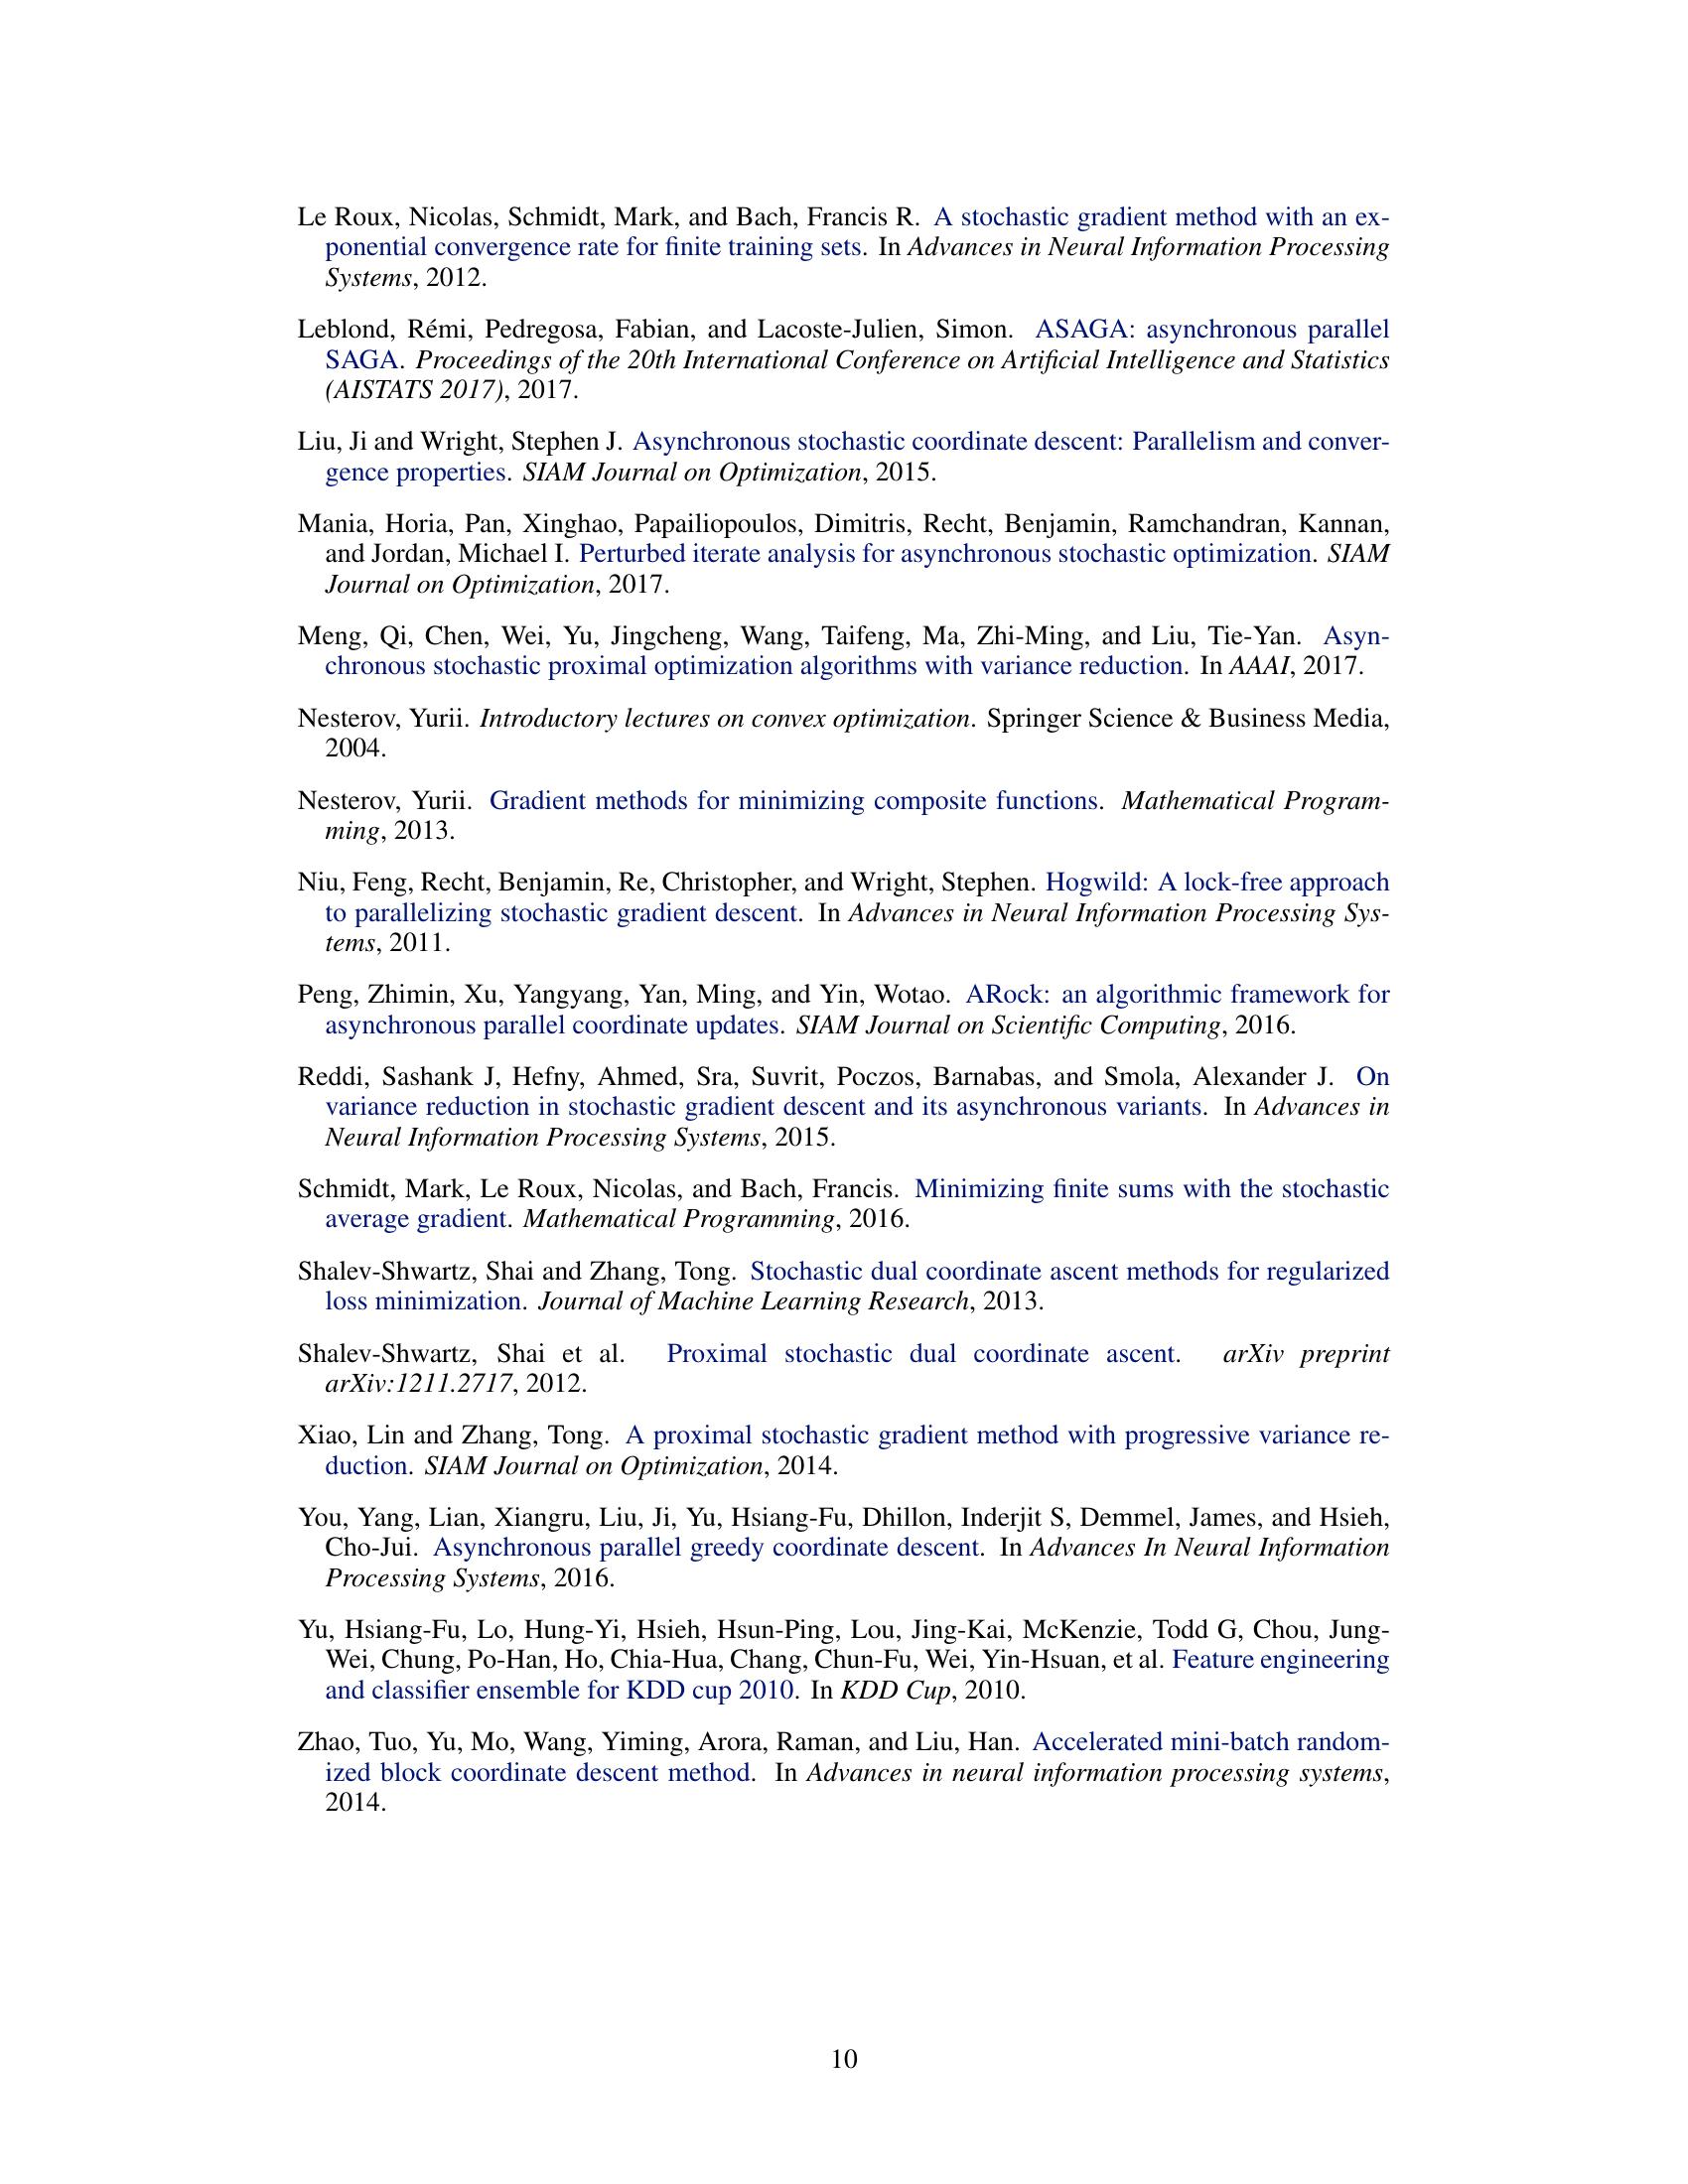 Le Roux, Nicolas, Schmidt, Mark, and Bach, Francis R. A stochastic gradient method with an ex-
ponential convergence rate for finite training sets. In Advances in Neural Information Processing
Systems, 2012.
Leblond, Rémi, Pedregosa, Fabian, and Lacoste-Julien, Simon. ASAGA: asynchronous parallel
SAGA. Proceedings of the 20th International Conference on Artificial Intelligence and Statistics
(AISTATS 2017), 2017.
Liu, Ji and Wright, Stephen J. Asynchronous stochastic coordinate descent: Parallelism and conver-
gence properties. SIAM Journal on Optimization, 2015.
Mania, Horia, Pan, Xinghao, Papailiopoulos, Dimitris, Recht, Benjamin, Ramchandran, Kannan,
and Jordan, Michael I. Perturbed iterate analysis for asynchronous stochastic optimization. SIAM
Journal on Optimization, 2017.
Meng, Qi, Chen, Wei, Yu, Jingcheng, Wang, Taifeng, Ma, Zhi-Ming, and Liu, Tie-Yan. Asyn-
chronous stochastic proximal optimization algorithms with variance reduction. In AAAI, 2017.
Nesterov, Yurii. Introductory lectures on convex optimization. Springer Science & Business Media,
2004.
Nesterov, Yurii. Gradient methods for minimizing composite functions. Mathematical Program-
ming, 2013.
Niu, Feng, Recht, Benjamin, Re, Christopher, and Wright, Stephen. Hogwild: A lock-free approach
to parallelizing stochastic gradient descent. In Advances in Neural Information Processing Sys-
tems, 2011.
Peng, Zhimin, Xu, Yangyang, Yan, Ming, and Yin, Wotao. ARock: an algorithmic framework for
asynchronous parallel coordinate updates. SIAM Journal on Scientific Computing, 2016.
Reddi, Sashank J, Hefny, Ahmed, Sra, Suvrit, Poczos, Barnabas, and Smola, Alexander J. On
variance reduction in stochastic gradient descent and its asynchronous variants. In Advances in
Neural Information Processing Systems, 2015.
Schmidt, Mark, Le Roux, Nicolas, and Bach, Francis. Minimizing finite sums with the stochastic
average gradient. Mathematical Programming, 2016.
Shalev-Shwartz, Shai and Zhang, Tong. Stochastic dual coordinate ascent methods for regularized
loss minimization. Journal of Machine Learning Research, 2013.
Shalev-Shwartz, Shai et al. Proximal stochastic dual coordinate ascent. arXiv preprint
arXiv:1211.2717, 2012.
Xiao, Lin and Zhang, Tong. A proximal stochastic gradient method with progressive variance re-
duction. SIAM Journal on Optimization, 2014.
You, Yang, Lian, Xiangru, Liu, Ji, Yu, Hsiang-Fu, Dhillon, Inderjit S, Demmel, James, and Hsieh,
Cho-Jui. Asynchronous parallel greedy coordinate descent. In Advances In Neural Information
Processing Systems, 2016.
Yu, Hsiang-Fu, Lo, Hung-Yi, Hsieh, Hsun-Ping, Lou, Jing-Kai, McKenzie, Todd G, Chou, Jung-
Wei, Chung, Po-Han, Ho, Chia-Hua, Chang, Chun-Fu, Wei, Yin-Hsuan, et al. Feature engineering
and classifier ensemble for KDD cup 2010. In KDD Cup, 2010.
Zhao, Tuo, Yu, Mo, Wang, Yiming, Arora, Raman, and Liu, Han. Accelerated mini-batch random-
ized block coordinate descent method. In Advances in neural information processing systems,
2014.
10